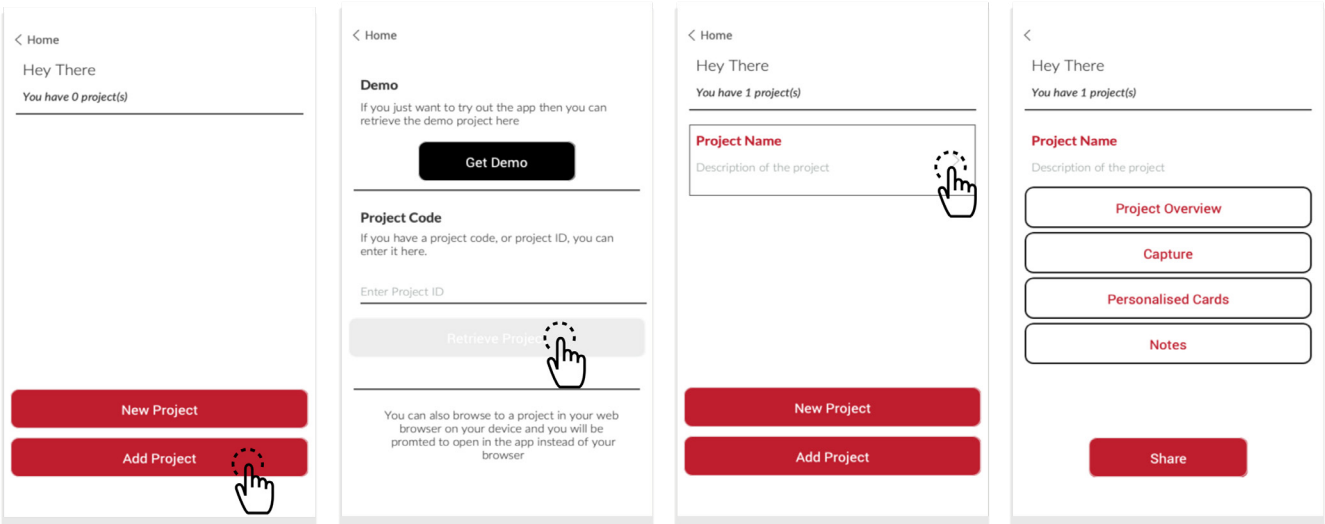 Home
Hey There
You have 0 project(s)
New Project
Add Project
Home
Demo
If you just want to try out the app then you can
retrieve the demo project here
Get Demo
Project Code
If you have a project code, or project ID, you can
enter it here.
Enter Project ID
Retrieve Project
You can also browse to a project in your web
browser on your device and you will be
promted to open in the app instead of your
browser
Home
Hey There
You have 1 project(s)
Project Name
Description of the project
New Project
Add Project
Hey There
You have 1 project(s)
Project Name
Description of the project
Project Overview
Capture
Personalised Cards
Notes
Share